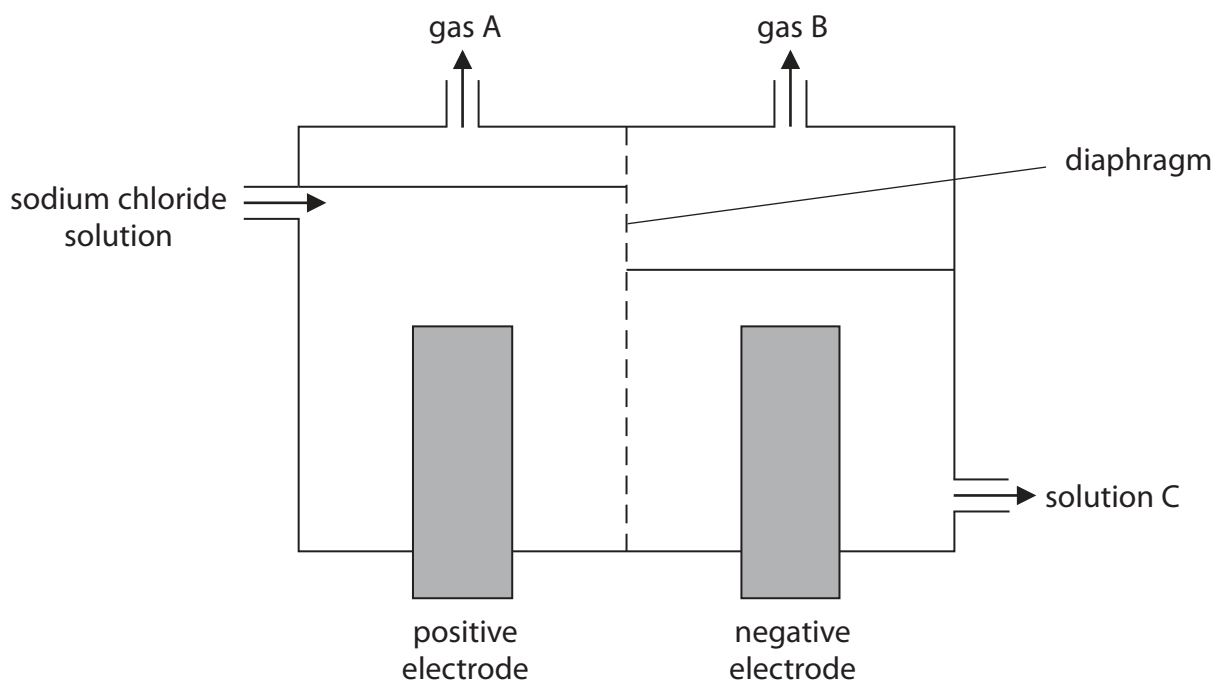 gas A
gas B
diaphragm
sodium chloride
solution
solution C
positive
electrode
negative
electrode